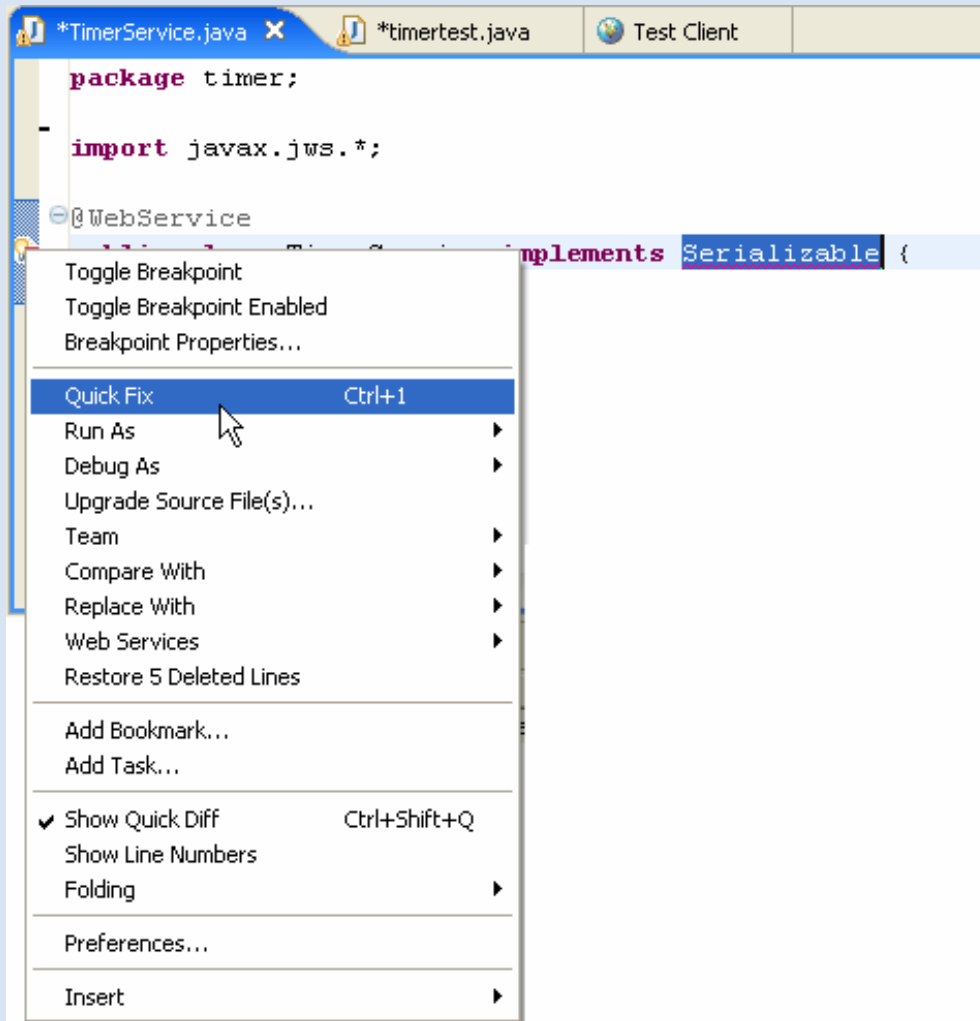 *TimerService.java *timertest.java Test Client
package timer;
import javax.jws.*;
@WebService
implements Serializable {
Toggle Breakpoint
Toggle Breakpoint Enabled
Breakpoint Properties...
Quick Fix Ctrl+1
Run As
Debug As
Upgrade Source File(s)...
Team
Compare With
Replace With
Web Services
Restore 5 Deleted Lines
Add Bookmark...
Add Task...
Show Quick Diff Ctrl+Shift+Q
Show Line Numbers
Folding
Preferences...
Insert